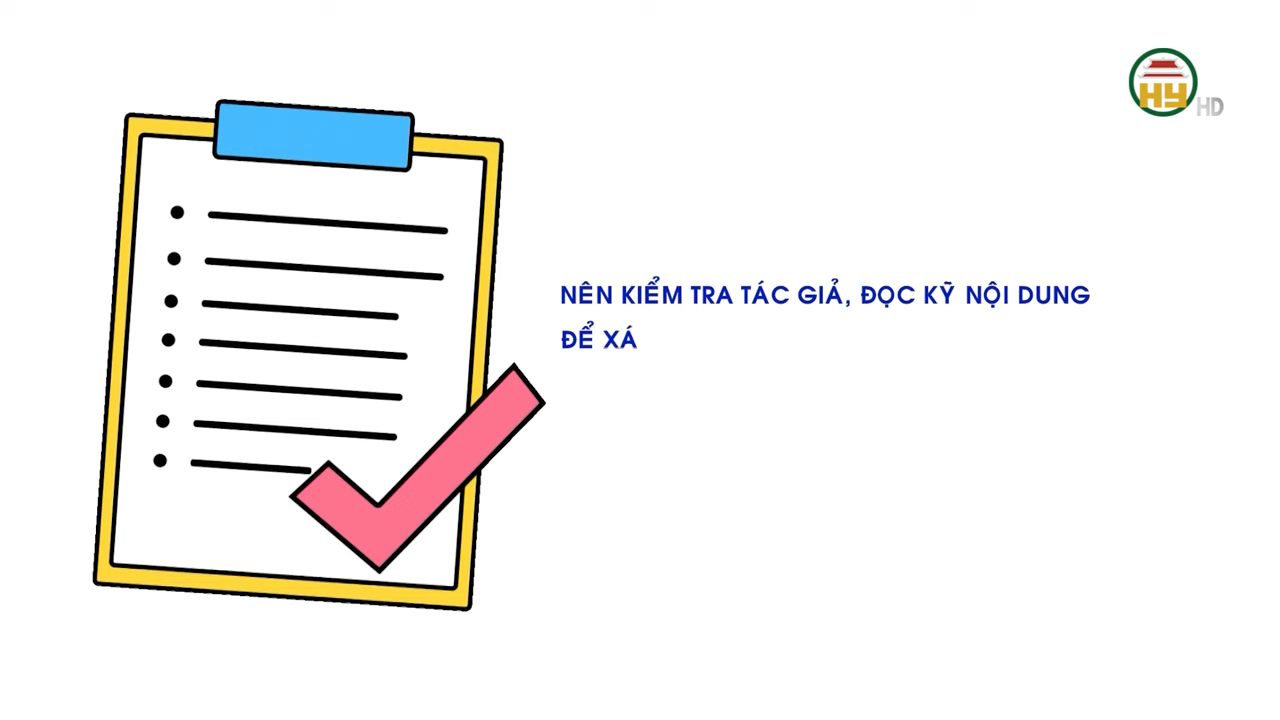 HY HD
NÊN KIỂM TRA TÁC GIẢ, ĐỌC KỸ NỘI DUNG
ĐỂ XÁ